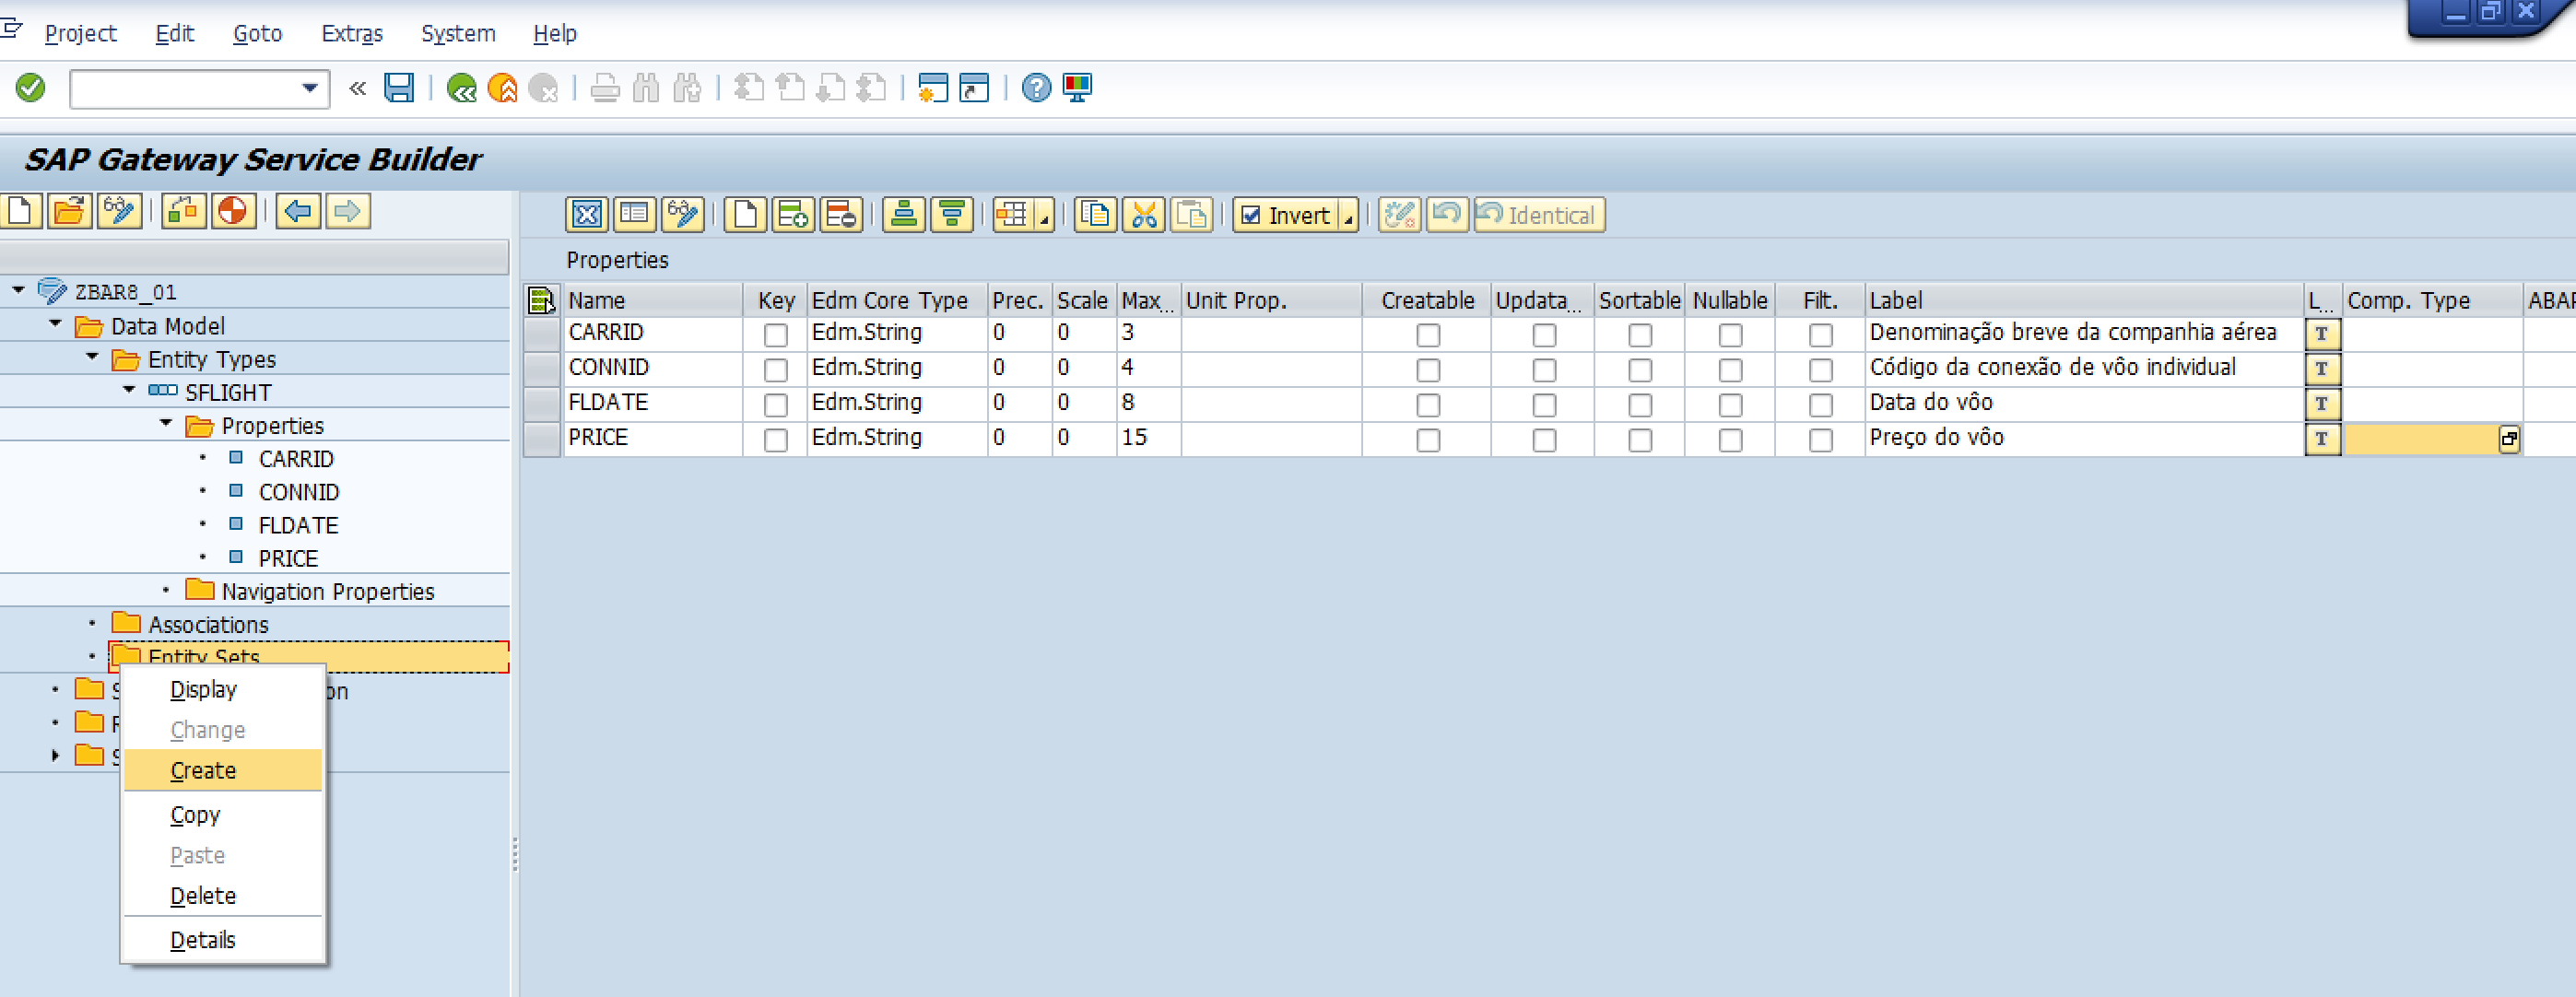 Project Edit Goto Extras System Help
SAP Gateway Service Builder
Invert Identical
Properties
Name Key Edm Core Type Prec. Scale Max... Unit Prop. Creatable Updata... Sortable Nullable Filt. Label L... Comp. Type ABAP
CARRID Edm.String 0 0 3 Denominação breve da companhia aérea T
CONNID Edm.String 0 0 4 Código da conexão de vôo individual T
FLDATE Edm.String 0 0 8 Data do vôo T
PRICE Edm.String 0 0 15 Preço do vôo T
ZBAR8_01
Data Model
Entity Types
SFLIGHT
Properties
CARRID
CONNID
FLDATE
PRICE
Navigation Properties
Associations
Entity Sets
Display
Change
Create
Copy
Paste
Delete
Details